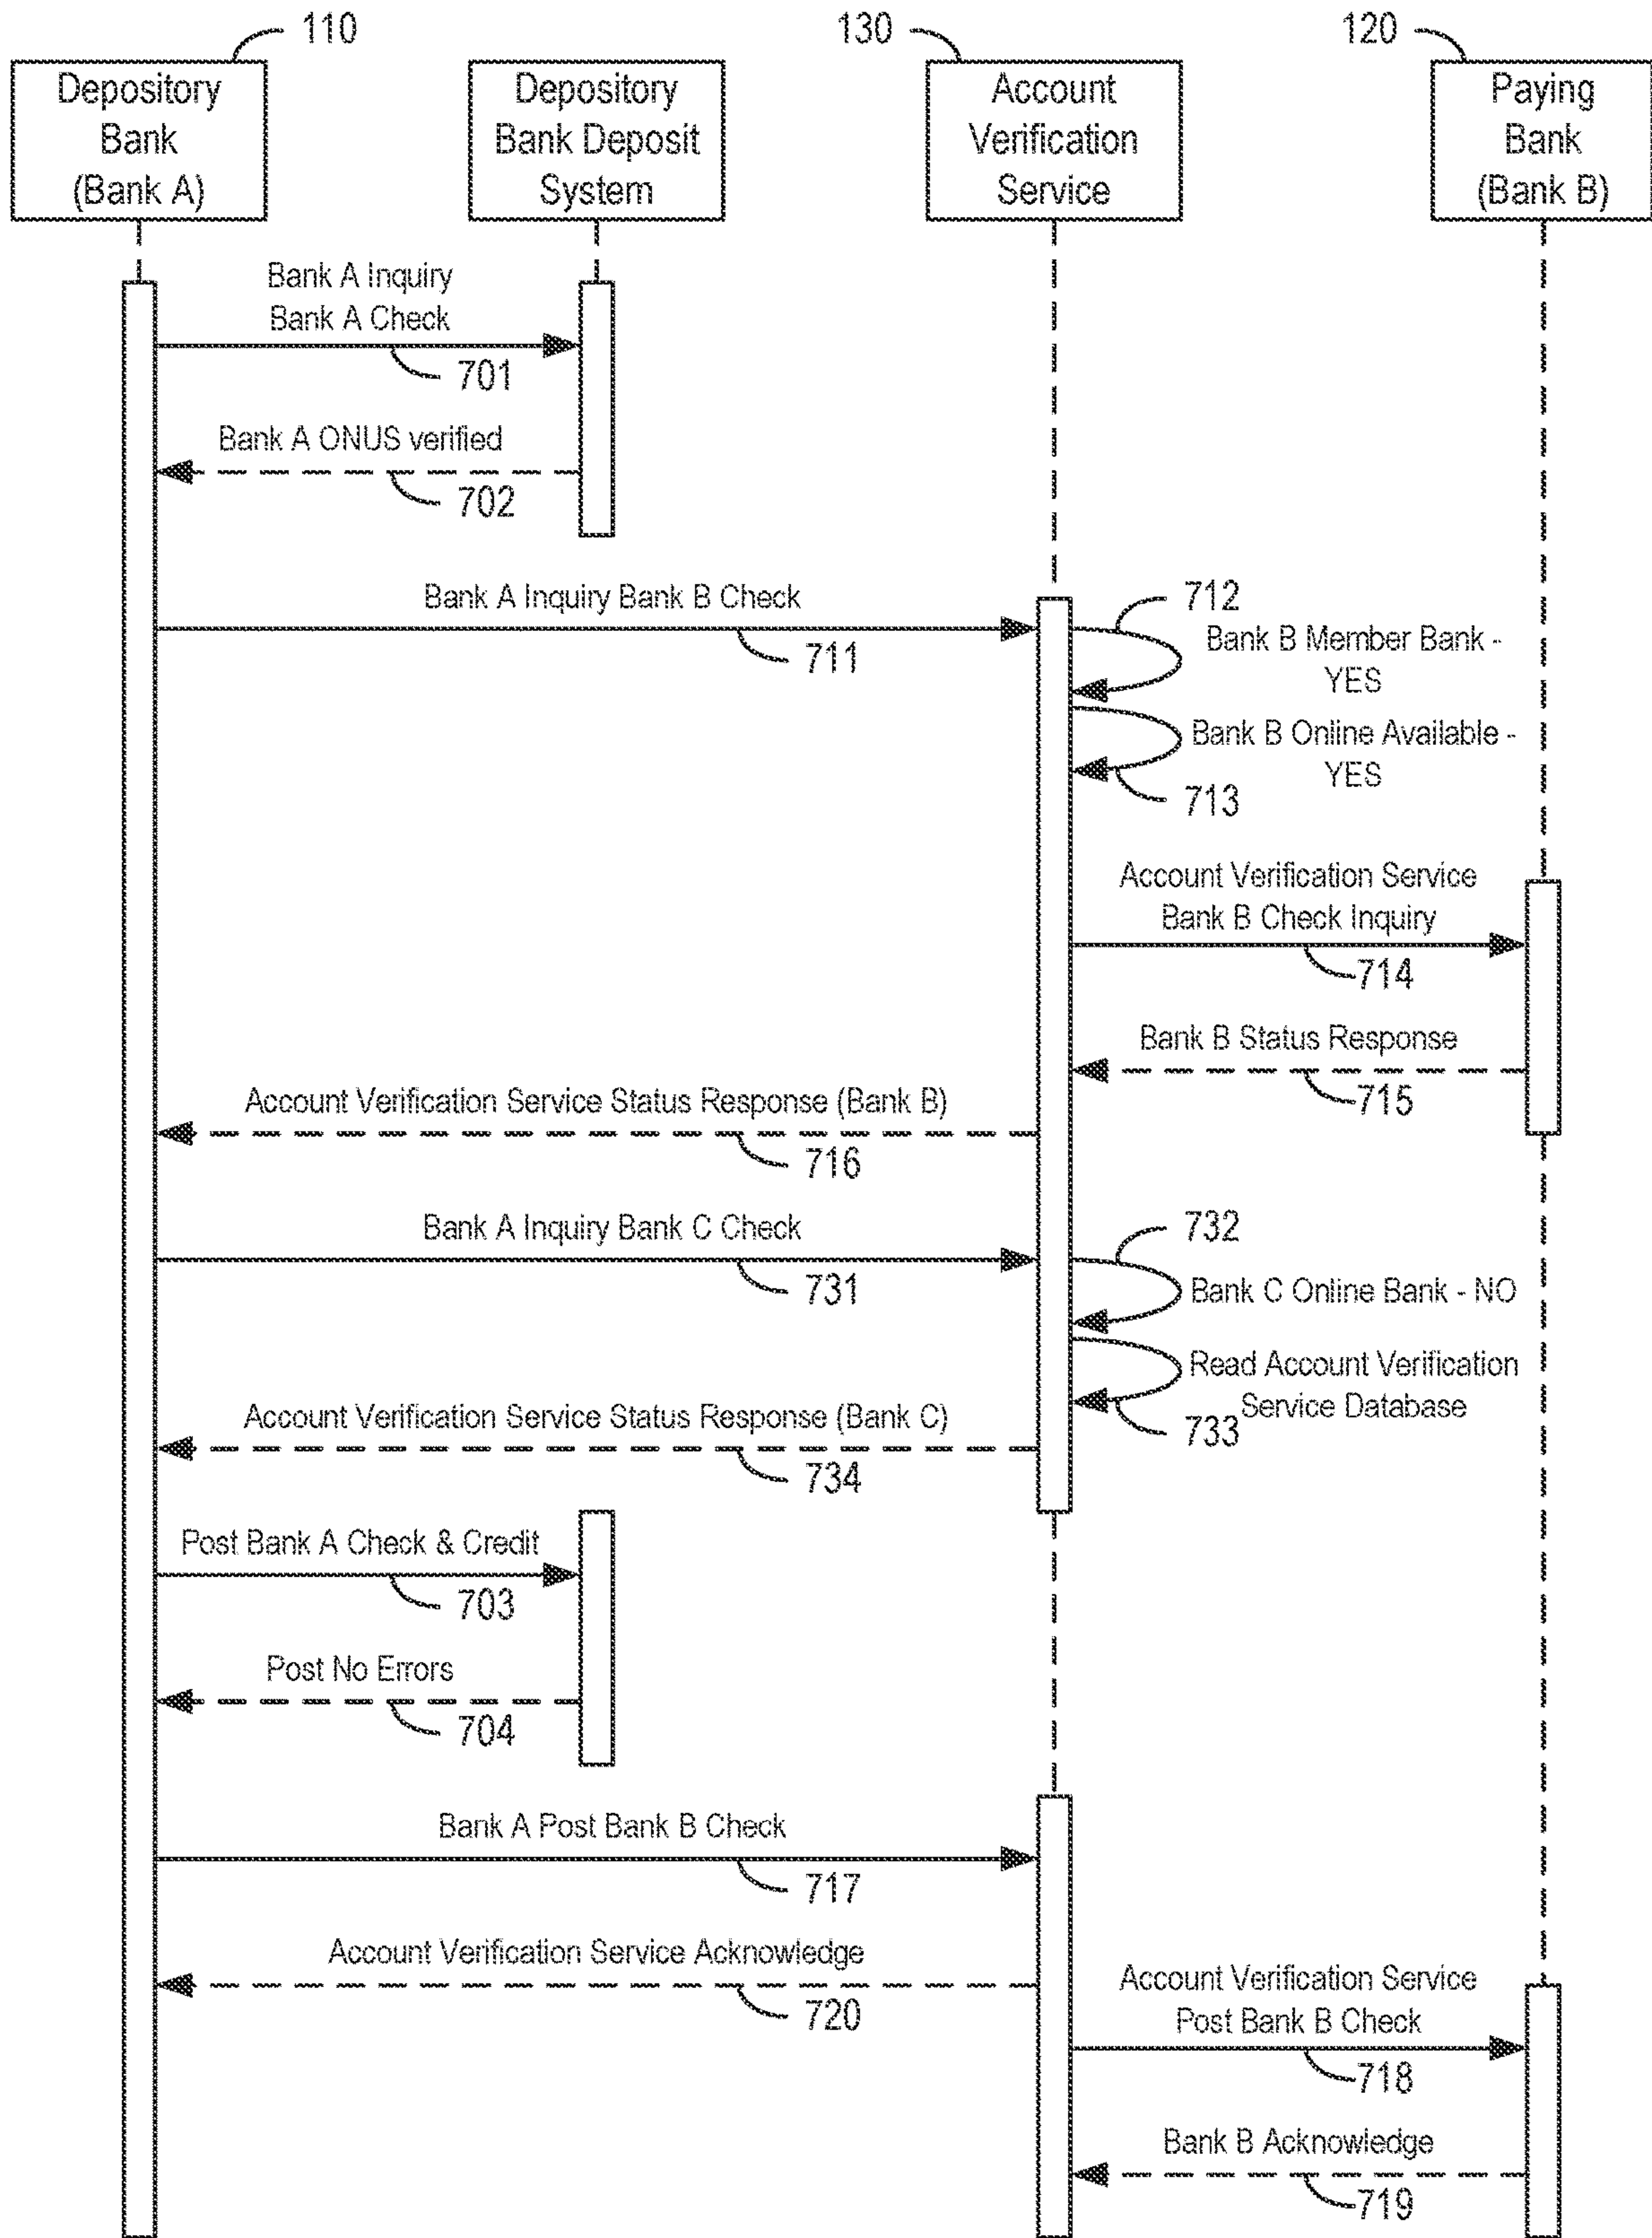 110
130
120
Depository
Bank
(Bank A)
Depository
Bank Deposit
System
Account
Verification
Service
Paying
Bank
(Bank B)
Bank A Inquiry
Bank A Check
701
Bank A ONUS verified
702
Bank A Inquiry Bank B Check
711
712
Bank B Member Bank -
YES
Bank B Online Available -
YES
713
Account Verification Service
Bank B Check Inquiry
714
Bank B Status Response
715
Account Verification Service Status Response (Bank B)
716
Bank A Inquiry Bank C Check
731
732
Bank C Online Bank - NO
Read Account Verification
Service Database
733
Account Verification Service Status Response (Bank C)
734
Post Bank A Check & Credit
703
Post No Errors
704
Bank A Post Bank B Check
717
Account Verification Service Acknowledge
720
Account Verification Service
Post Bank B Check
718
Bank B Acknowledge
719